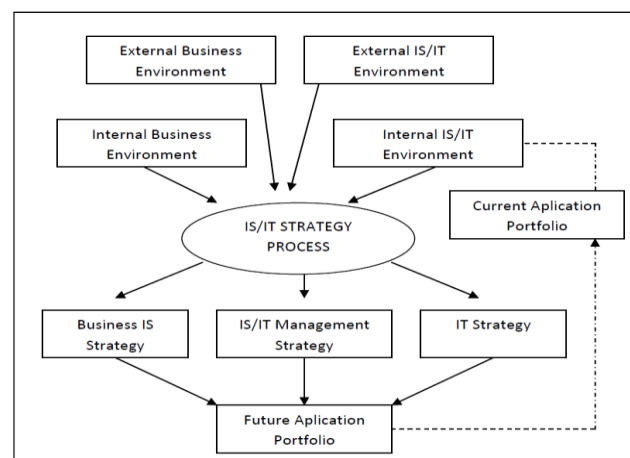 External Business
Environment
External IS/IT
Environment
Internal Business
Environment
Internal IS/IT
Environment
Current Aplication
Portfolio
IS/IT STRATEGY
PROCESS
Business IS
Strategy
IS/IT Management
Strategy
IT Strategy
Future Aplication
Portfolio